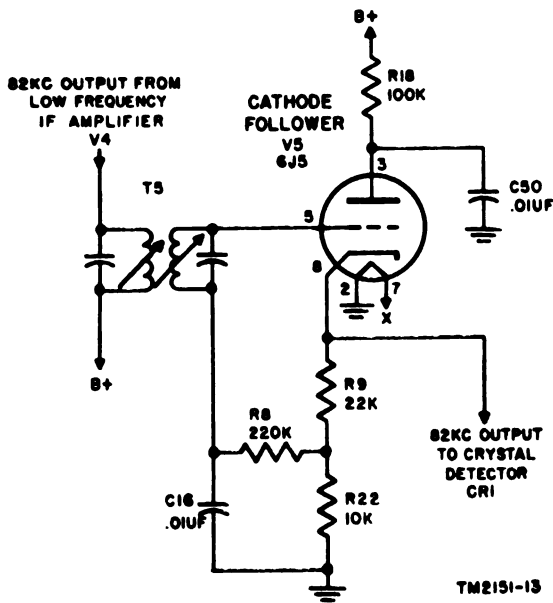 B+
R18
100K
82KC OUTPUT FROM
LOW FREQUENCY
IF AMPLIFIER
V4
CATHODE
FOLLOWER
V5
6J5
T5
3
C50
.01UF
5
8
2
7
X
B+
R9
22K
R8
220K
82KC OUTPUT
TO CRYSTAL
DETECTOR
CR1
C16
.01UF
R22
10K
TM2151-13